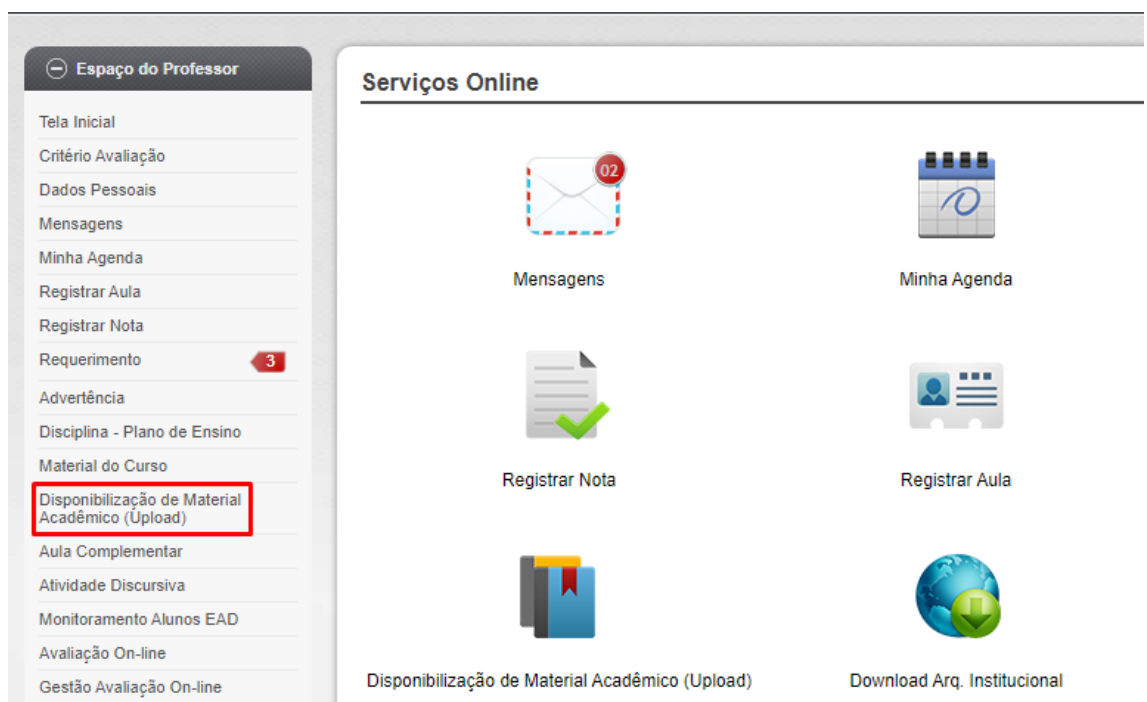 Espaço do Professor
Tela Inicial
Critério Avaliação
Dados Pessoais
Mensagens
Minha Agenda
Registrar Aula
Registrar Nota
Requerimento 3
Advertência
Disciplina - Plano de Ensino
Material do Curso
Disponibilização de Material
Acadêmico (Upload)
Aula Complementar
Atividade Discursiva
Monitoramento Alunos EAD
Avaliação On-line
Gestão Avaliação On-line
Serviços Online
02
Mensagens
Minha Agenda
Registrar Nota
Registrar Aula
Disponibilização de Material Acadêmico (Upload)
Download Arq. Institucional